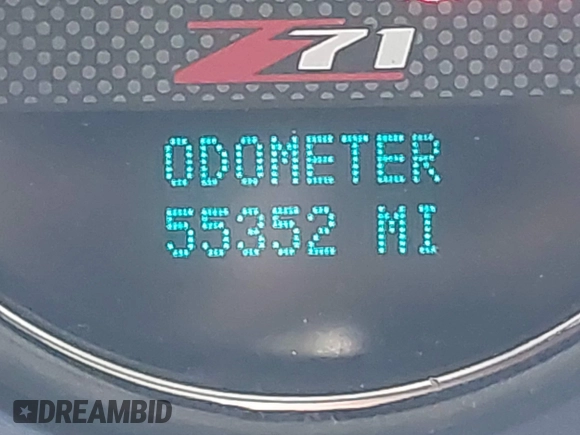 Z71
ODOMETER
55352 MI
DREAMBID